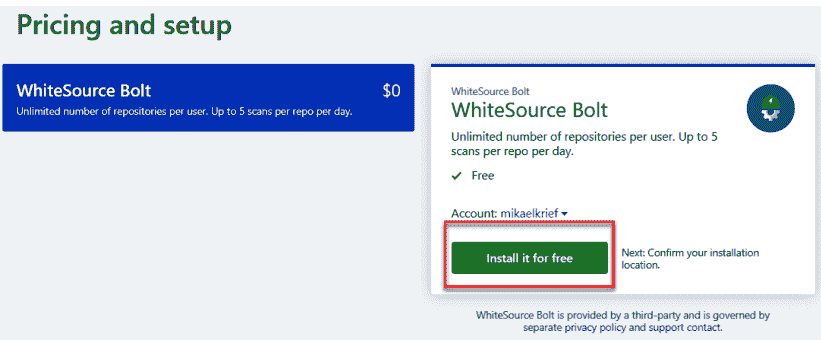 Pricing and setup
WhiteSource Bolt $0
Unlimited number of repositories per user. Up to 5 scans per repo per day.
WhiteSource Bolt
WhiteSource Bolt
Unlimited number of repositories per user. Up to 5
scans per repo per day.
Free
Account: mikaelkrief
Install it for free
Next: Confirm your installation
location.
WhiteSource Bolt is provided by a third-party and is governed by
separate privacy policy and support contact.